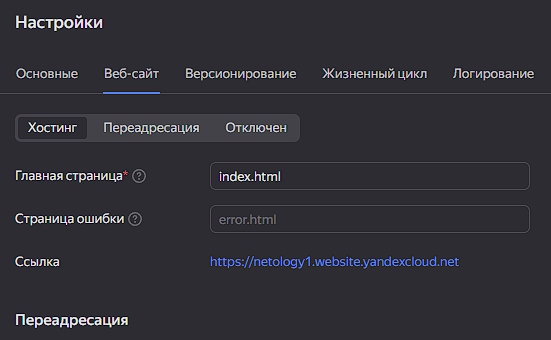 Настройки
Основные Веб-сайт Версионирование Жизненный цикл Логирование
Хостинг Переадресация Отключен
Главная страница* index.html
Страница ошибки error.html
Ссылка https://netology1.website.yandexcloud.net
Переадресация